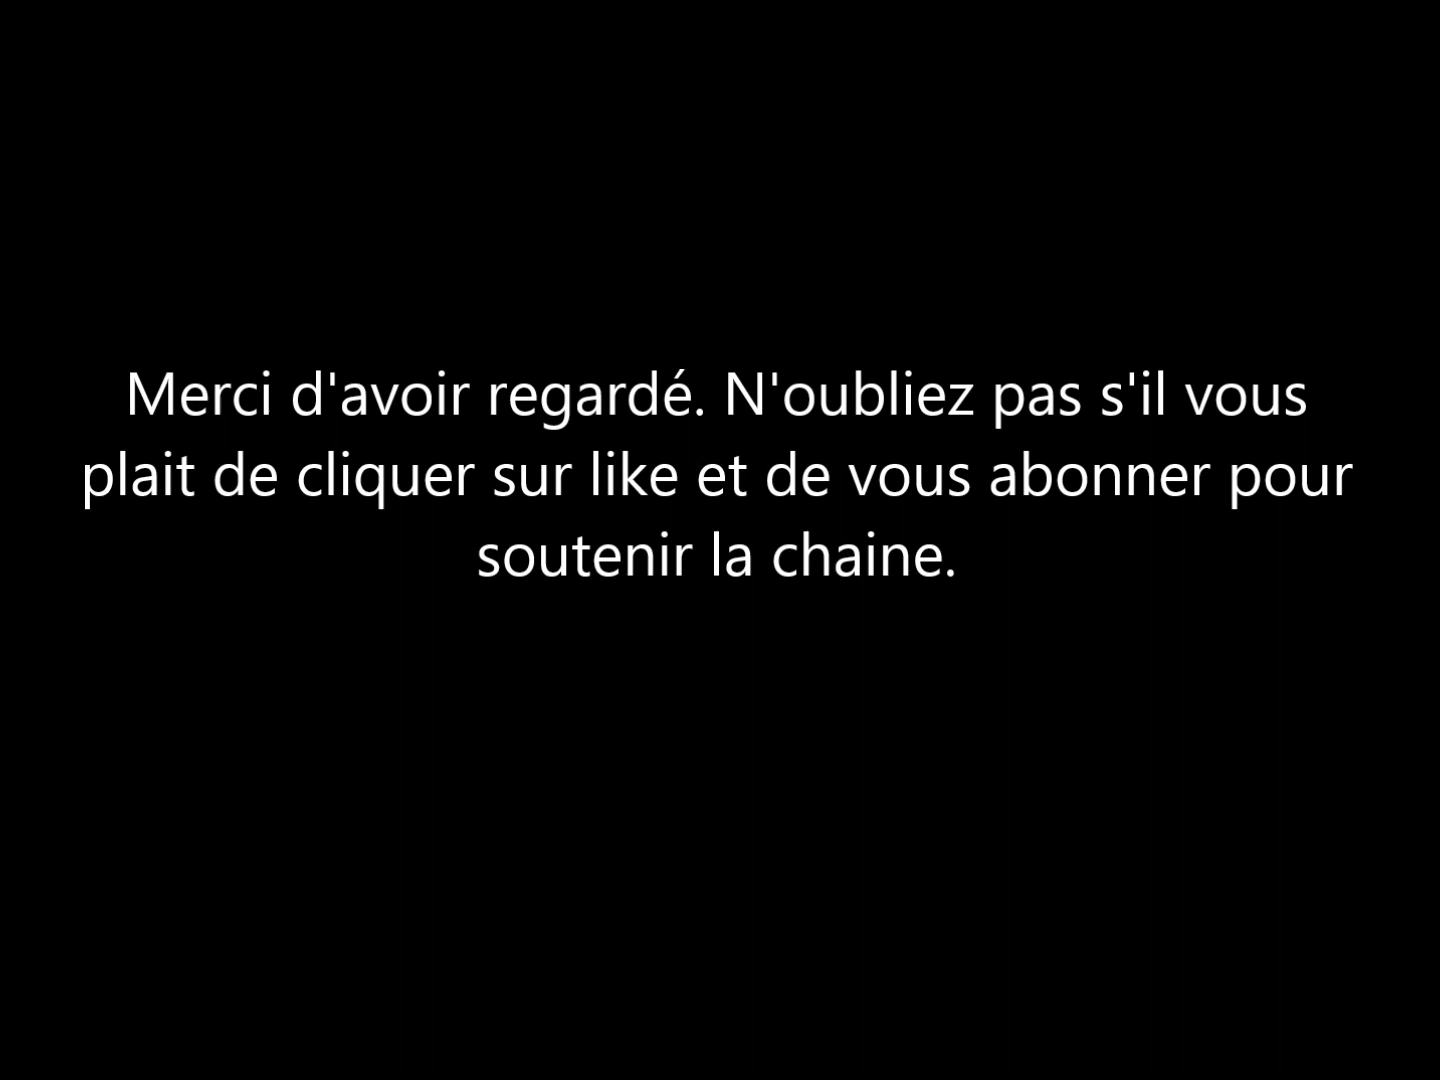 Merci d'avoir regardé. N'oubliez pas s'il vous
plait de cliquer sur like et de vous abonner pour
soutenir la chaine.